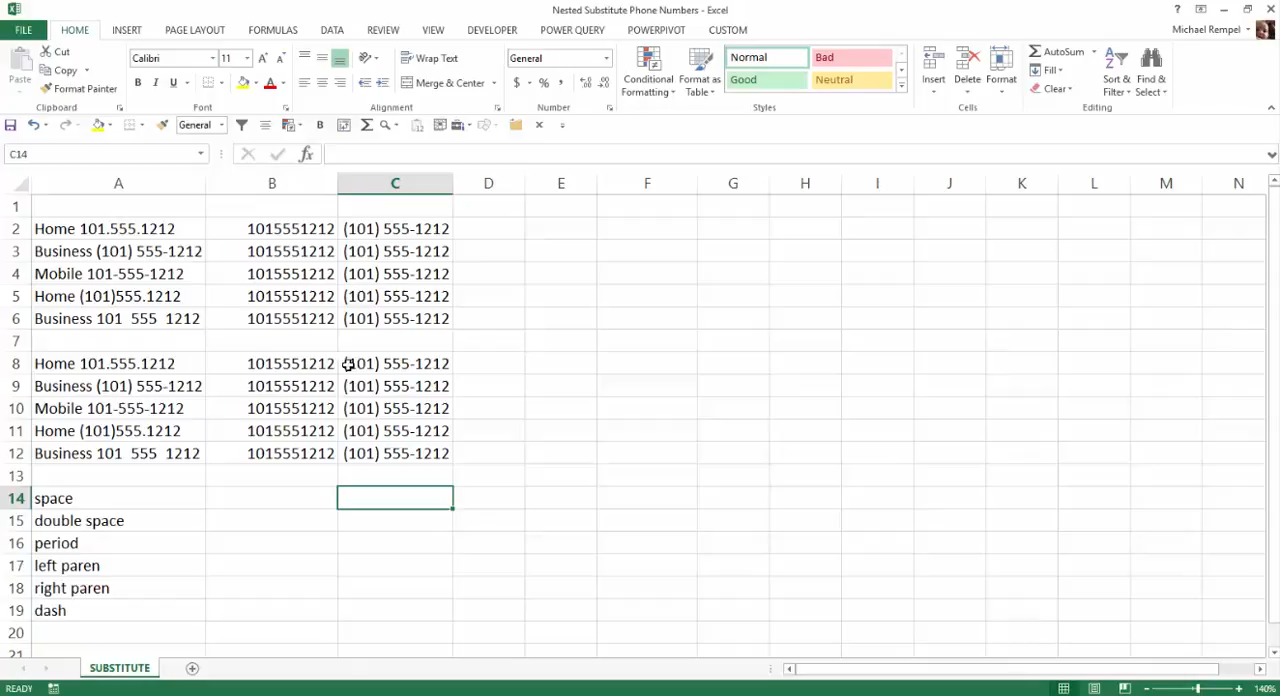 Nested Substitute Phone Numbers - Excel
FILE HOME INSERT PAGE LAYOUT FORMULAS DATA REVIEW VIEW DEVELOPER POWER QUERY POWERPIVOT CUSTOM Michael Rempel
Paste Cut Copy Format Painter Clipboard
Calibri 11 B I U A Font
Wrap Text Merge & Center Alignment
General $ % , Number
Conditional Formatting Format as Table Normal Bad Good Neutral Styles
Insert Delete Format Cells
AutoSum Fill Clear Sort & Filter Find & Select Editing
General B
C14 fx
A B C D E F G H I J K L M N
1
2 Home 101.555.1212 1015551212 (101) 555-1212
3 Business (101) 555-1212 1015551212 (101) 555-1212
4 Mobile 101-555-1212 1015551212 (101) 555-1212
5 Home (101)555.1212 1015551212 (101) 555-1212
6 Business 101  555  1212 1015551212 (101) 555-1212
7
8 Home 101.555.1212 1015551212 (101) 555-1212
9 Business (101) 555-1212 1015551212 (101) 555-1212
10 Mobile 101-555-1212 1015551212 (101) 555-1212
11 Home (101)555.1212 1015551212 (101) 555-1212
12 Business 101  555  1212 1015551212 (101) 555-1212
13
14 space
15 double space
16 period
17 left paren
18 right paren
19 dash
20
21
SUBSTITUTE
READY 140%